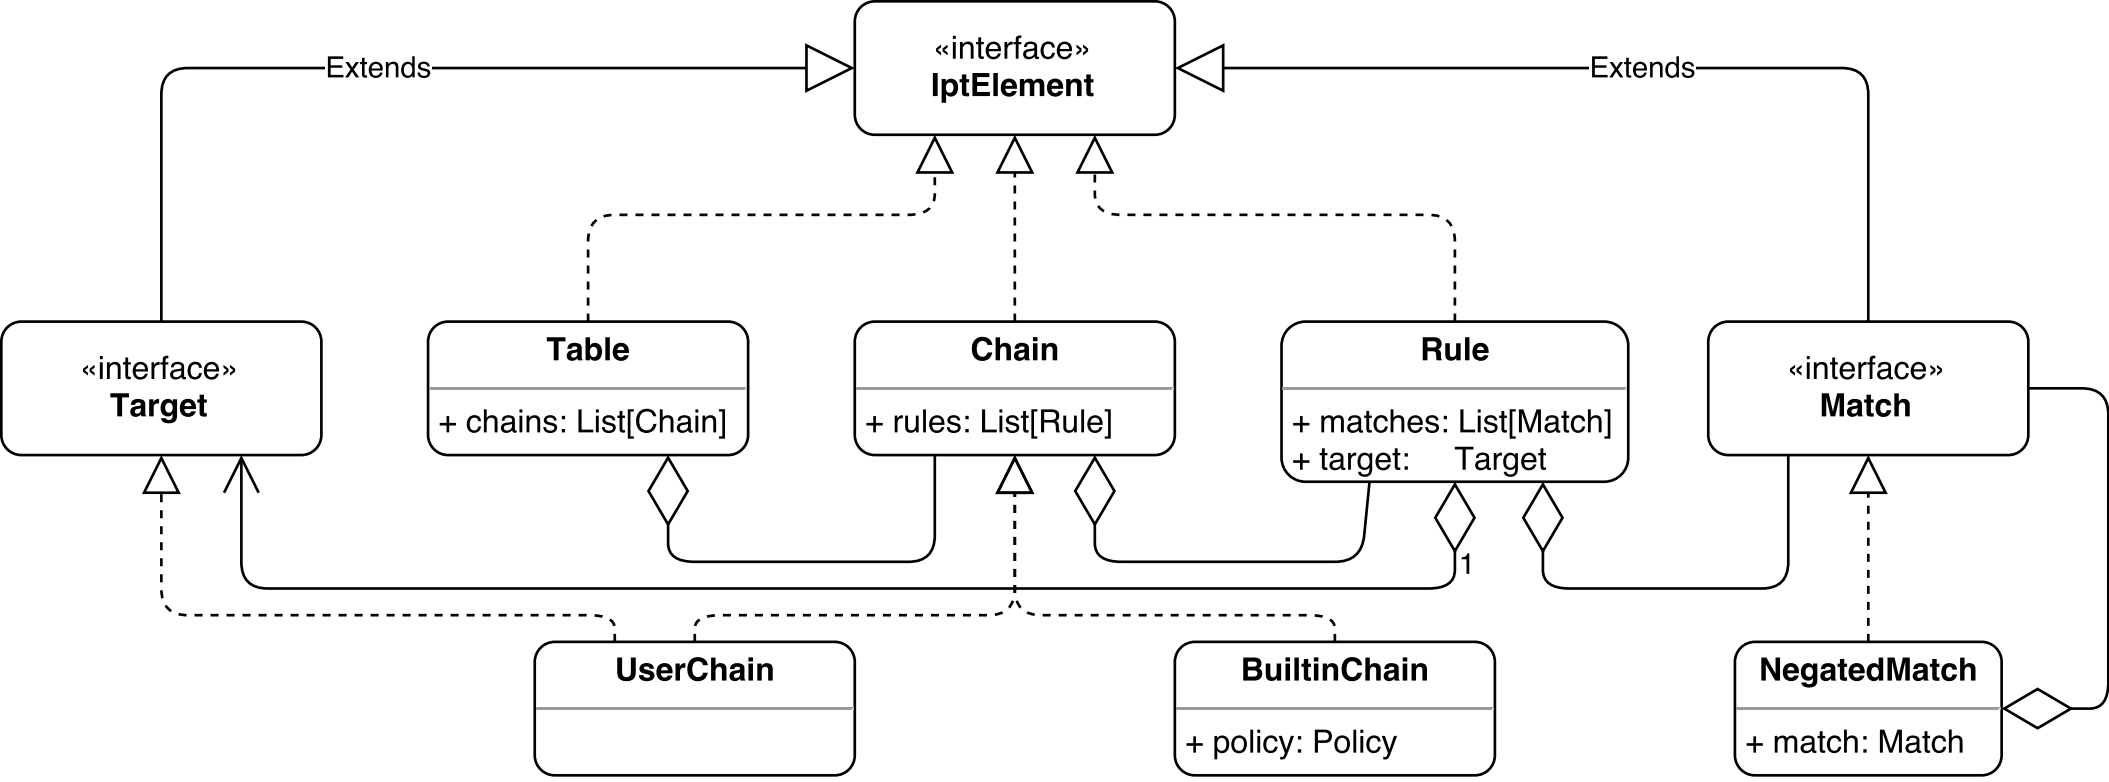 «interface»
IptElement
Extends
Extends
«interface»
Target
Table
+ chains: List[Chain]
Chain
+ rules: List[Rule]
Rule
+ matches: List[Match]
+ target: Target
«interface»
Match
1
UserChain
BuiltinChain
+ policy: Policy
NegatedMatch
+ match: Match